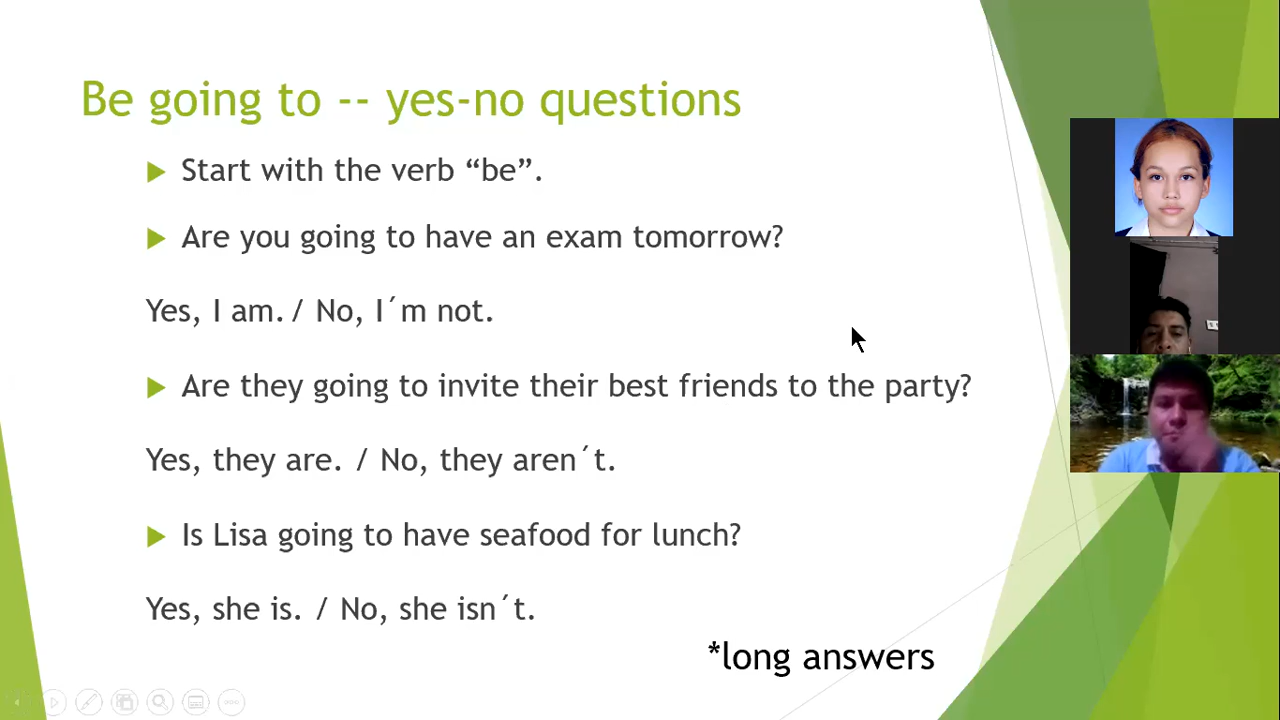 Be going to -- yes-no questions
Start with the verb “be”.
Are you going to have an exam tomorrow?
Yes, I am. / No, I´m not.
Are they going to invite their best friends to the party?
Yes, they are. / No, they aren´t.
Is Lisa going to have seafood for lunch?
Yes, she is. / No, she isn´t.
*long answers